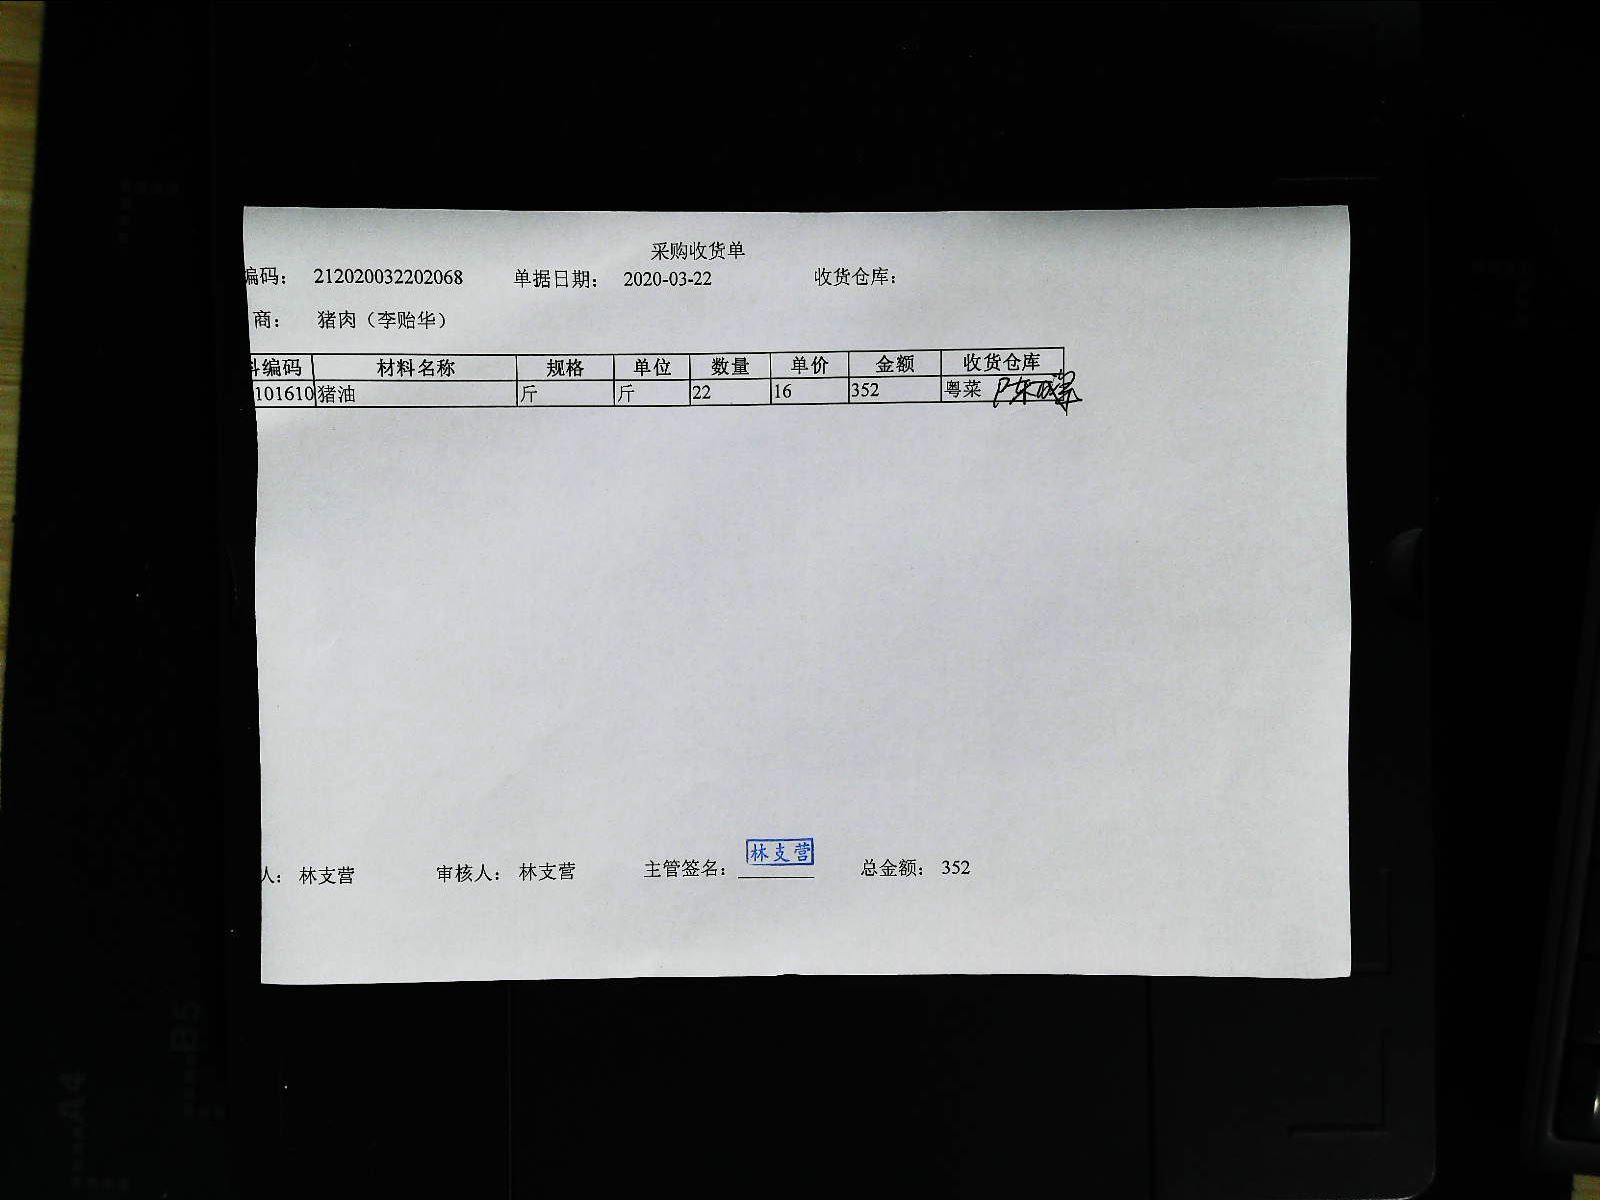 采购收货单
编码： 212020032202068 单据日期： 2020-03-22 收货仓库：
商： 猪肉（李贻华）
料编码 材料名称 规格 单位 数量 单价 金额 收货仓库
101610 猪油 斤 斤 22 16 352 粤菜
人： 林支营 审核人： 林支营 主管签名： 林支营 总金额： 352
B5
A4